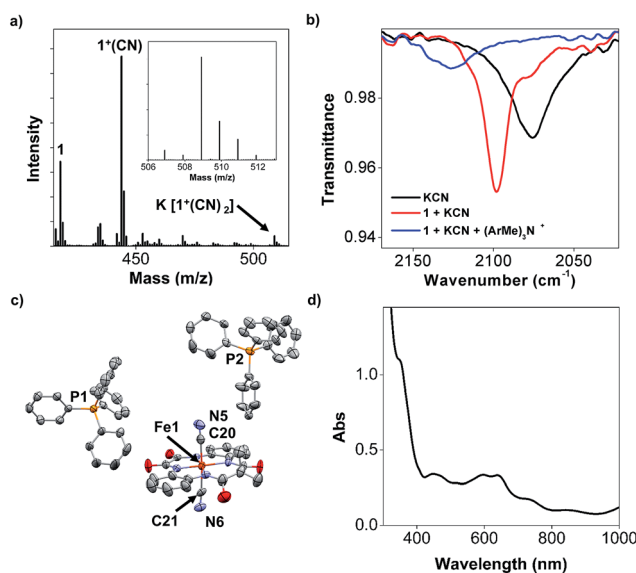 a)
1⁺(CN)
1
K [1⁺(CN) ₂]
Intensity
450 500
Mass (m/z)
506 508 510 512
Mass (m/z)
b)
Transmittance
0.98
0.96
0.94
KCN
1 + KCN
1 + KCN + (ArMe)₃N ⁺
2150 2100 2050
Wavenumber (cm⁻¹)
c)
P1
P2
N5
C20
Fe1
C21
N6
d)
Abs
1.0
0.5
0.0
400 600 800 1000
Wavelength (nm)